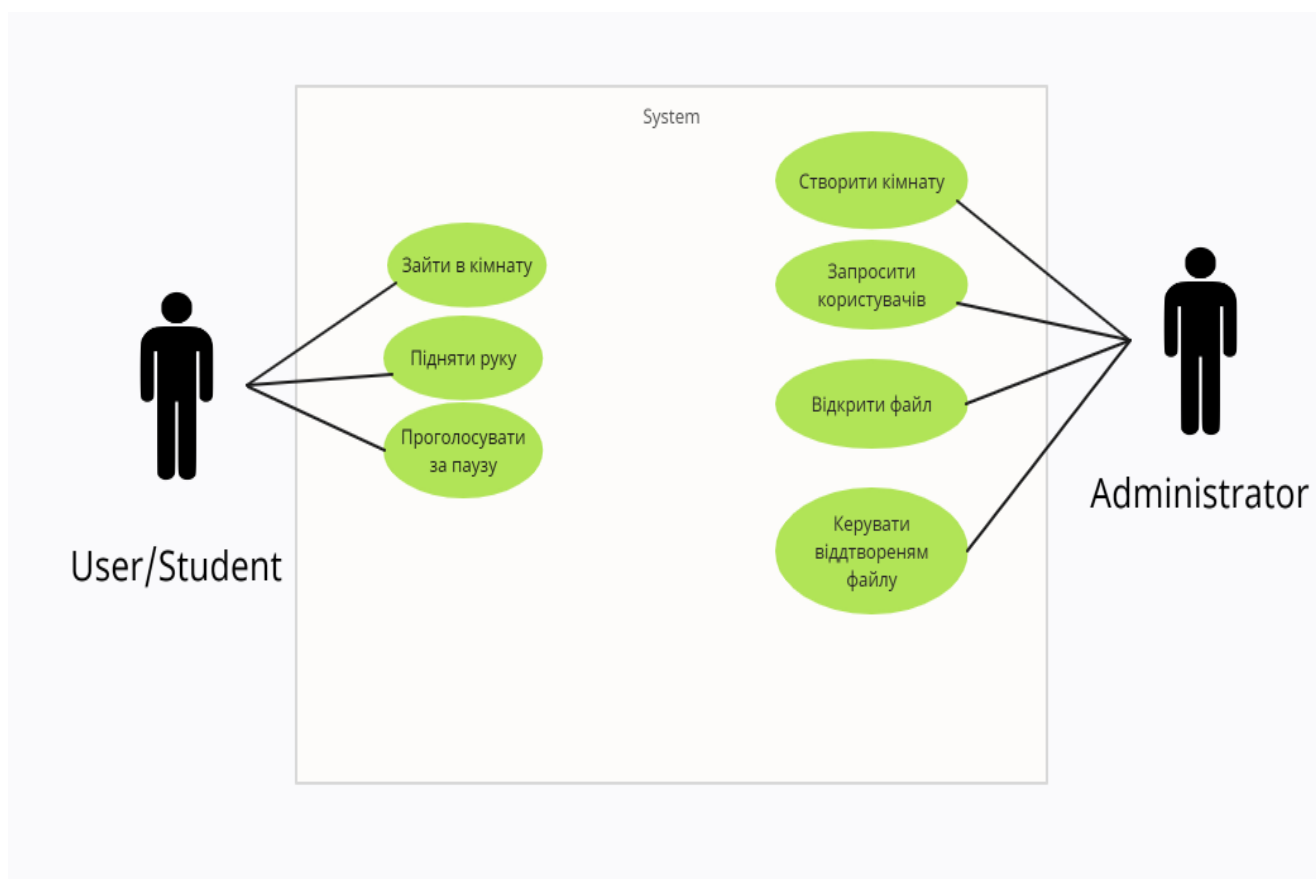 System
Створити кімнату
Зайти в кімнату
Запросити
користувачів
Підняти руку
Відкрити файл
Проголосувати
за паузу
Керувати
віддтвореням
файлу
User/Student
Administrator